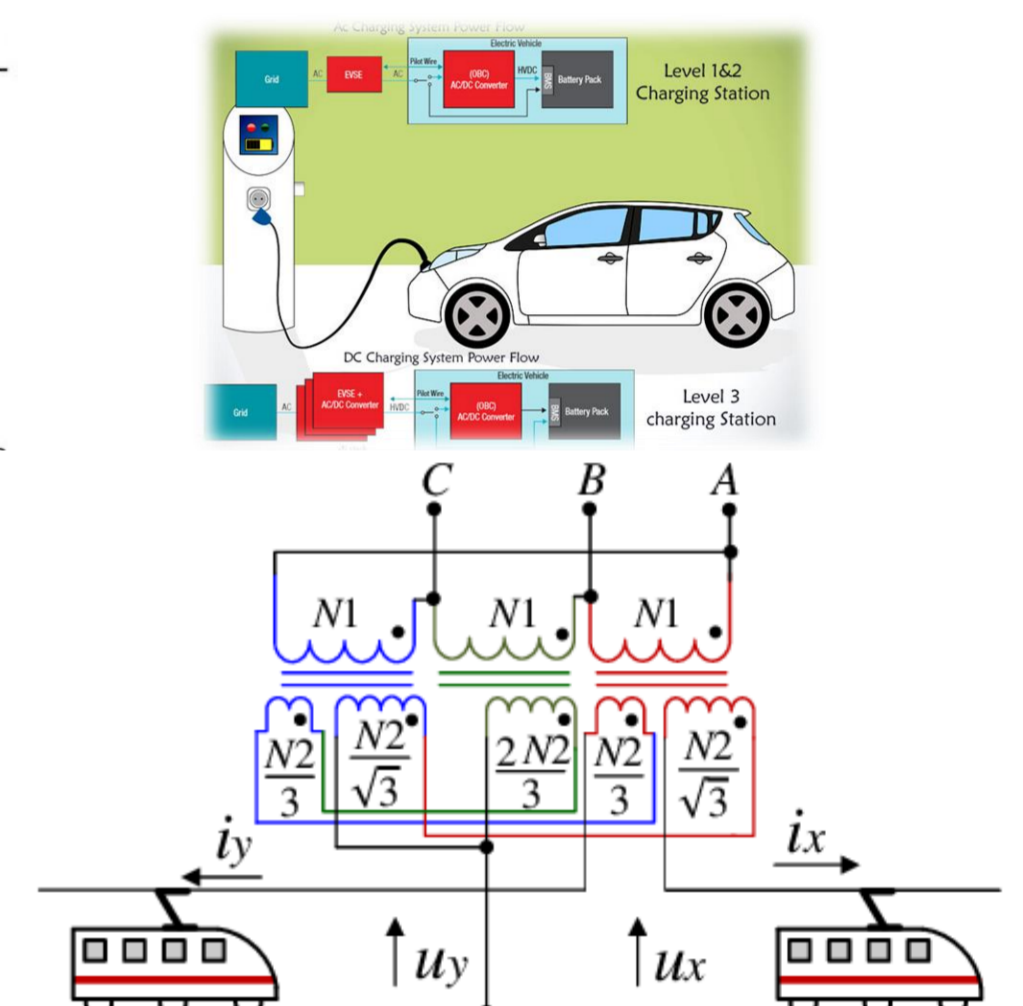 Ac Charging System Power Flow
Electric Vehicle
Grid
AC
EVSE
AC
Pilot Wire
(OBC)
AC/DC Converter
HVDC
BMS
Battery Pack
Level 1&2
Charging Station
DC Charging System Power Flow
Electric Vehicle
Grid
AC
EVSE +
AC/DC Converter
HVDC
Pilot Wire
(OBC)
AC/DC Converter
BMS
Battery Pack
Level 3
charging Station
C B A
N1 N1 N1
N2/3 N2/√3 2N2/3 N2/3 N2/√3
iy ix
uy ux